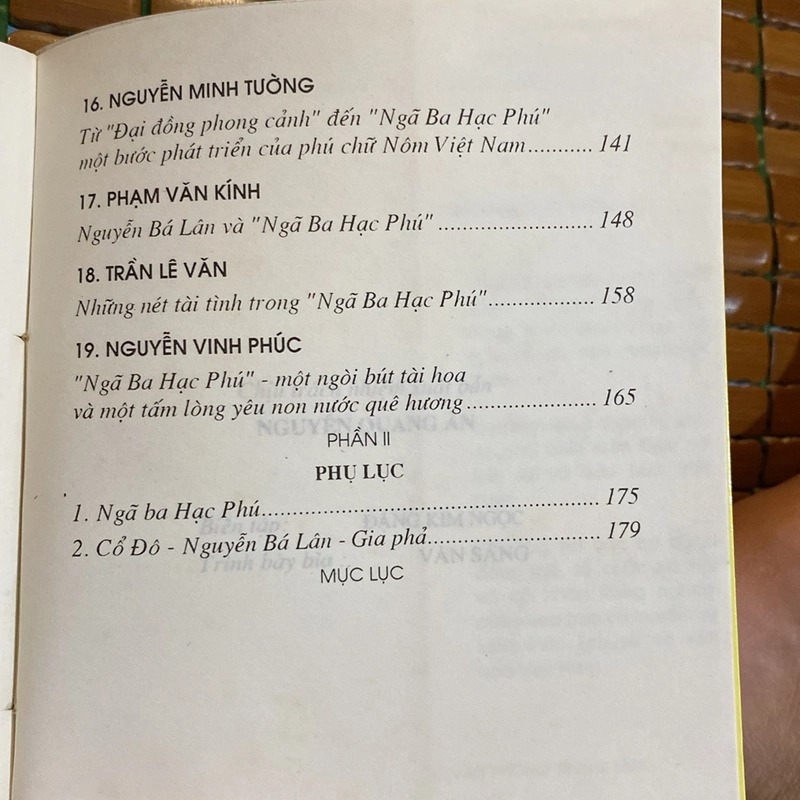 16. NGUYỄN MINH TƯỜNG
Từ "Đại đồng phong cảnh" đến "Ngã Ba Hạc Phú"
một bước phát triển của phú chữ Nôm Việt Nam........... 141
17. PHẠM VĂN KÍNH
Nguyễn Bá Lân và "Ngã Ba Hạc Phú"......................... 148
18. TRẦN LÊ VĂN
Những nét tài tình trong "Ngã Ba Hạc Phú"................. 158
19. NGUYỄN VINH PHÚC
"Ngã Ba Hạc Phú" - một ngòi bút tài hoa
và một tấm lòng yêu non nước quê hương.................... 165
PHẦN II
PHỤ LỤC
1. Ngã ba Hạc Phú...................................................... 175
2. Cổ Đô - Nguyễn Bá Lân - Gia phả........................... 179
MỤC LỤC